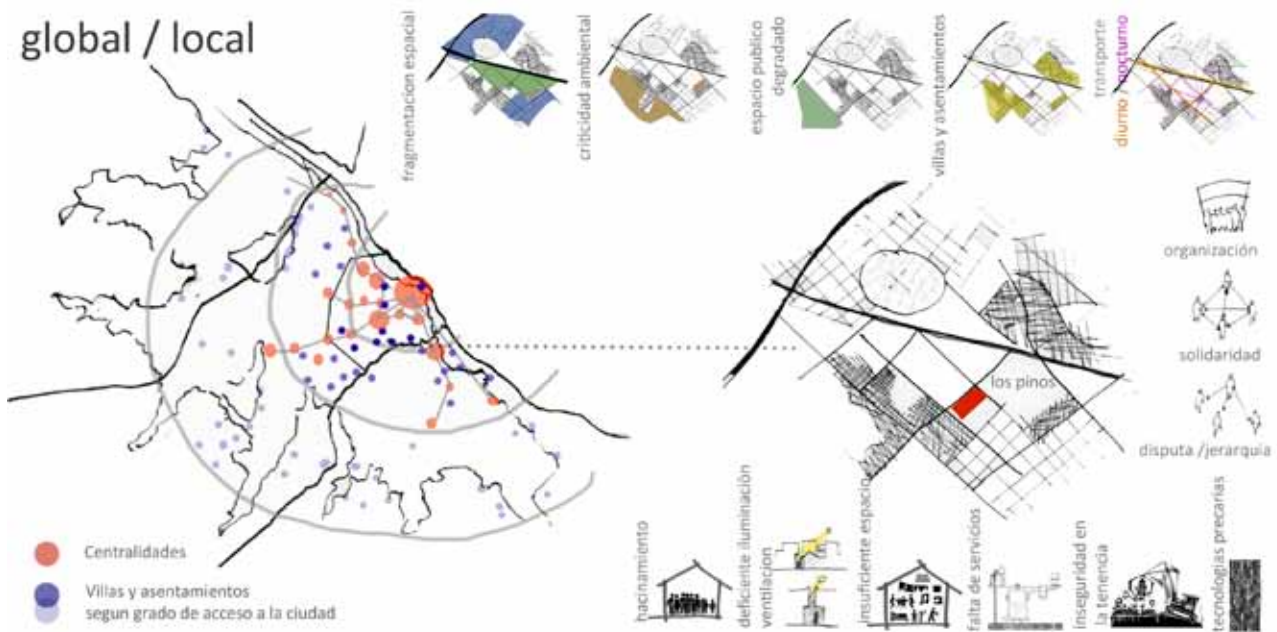 global / local
fragmentacion espacial
criticidad ambiental
espacio publico
degradado
villas y asentamientos
transporte
diurno / nocturno
organización
solidaridad
disputa /jerarquia
los pinos
Centralidades
Villas y asentamientos
segun grado de acceso a la ciudad
hacinamiento
deficiente iluminación
ventilacion
insuficiente espacio
falta de servicios
inseguridad en
la tenencia
tecnologias precarias